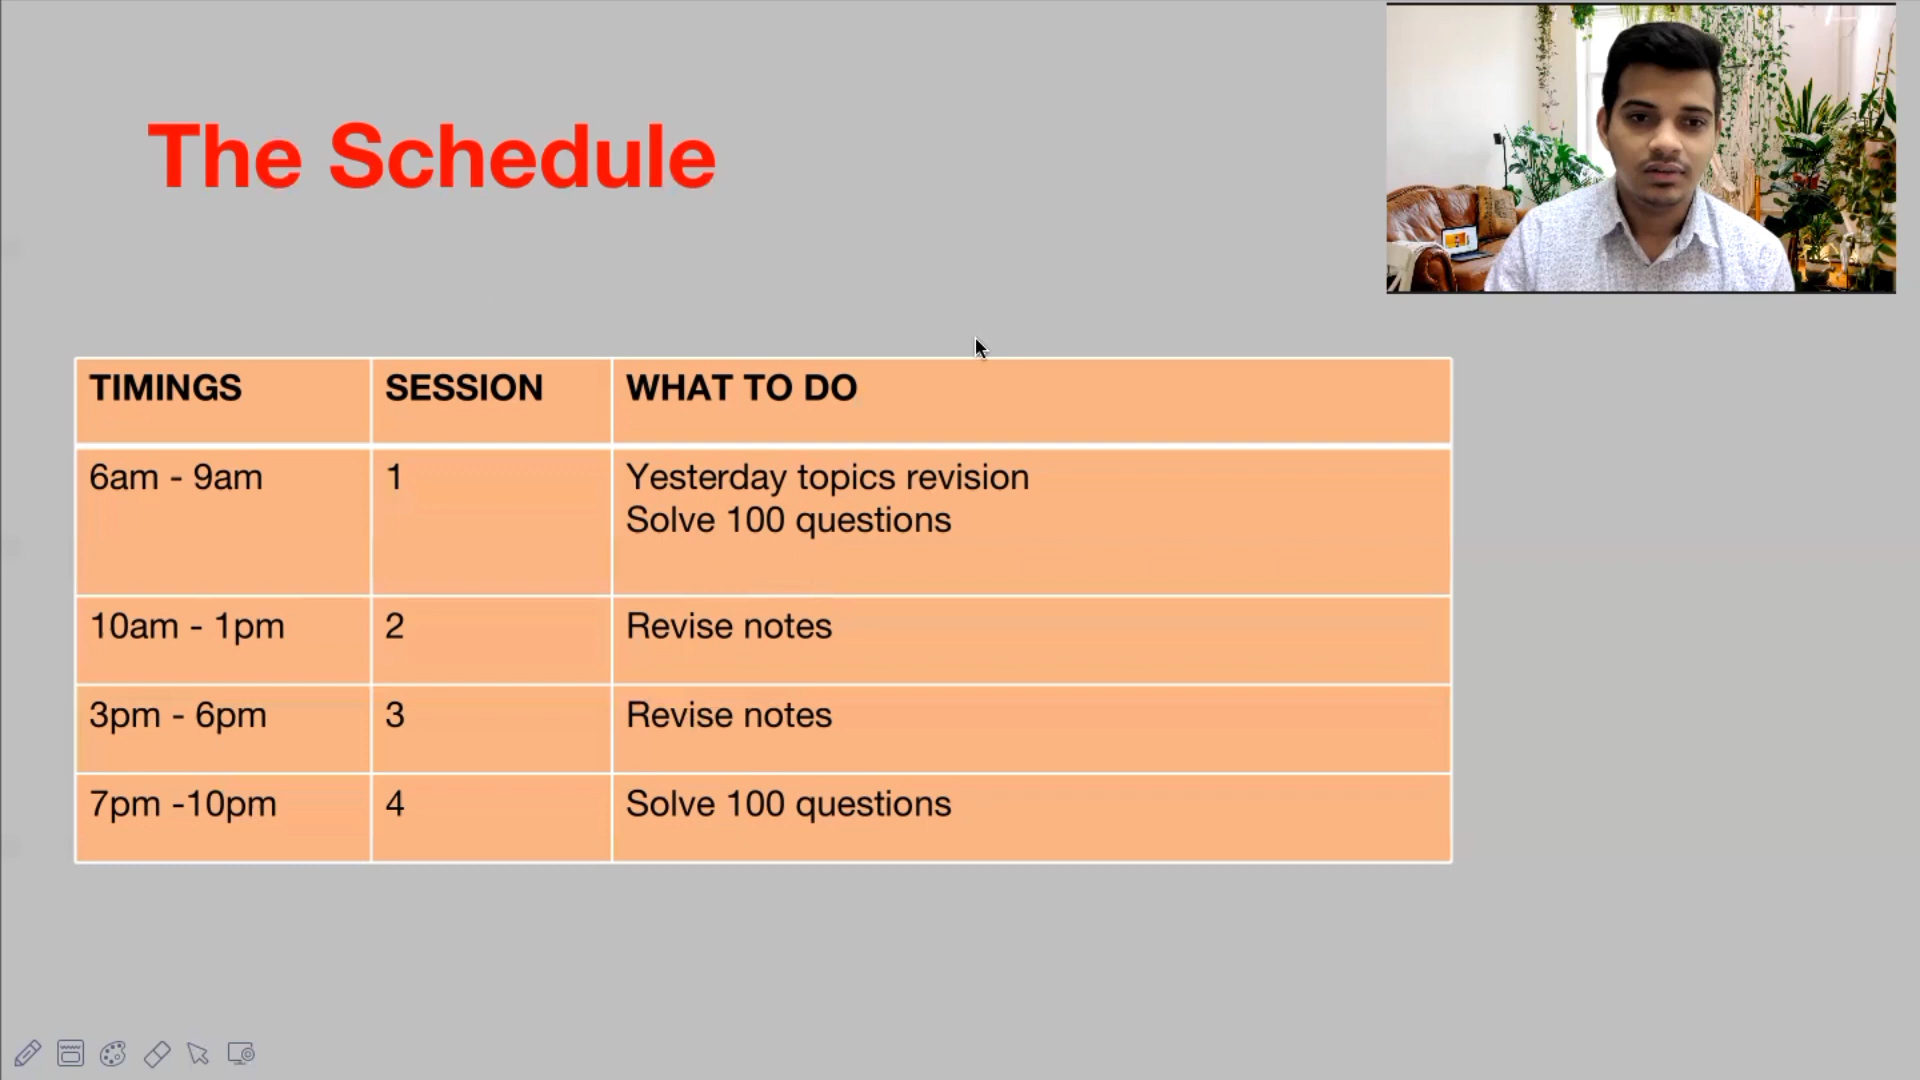 The Schedule
TIMINGS SESSION WHAT TO DO
6am - 9am 1 Yesterday topics revision
Solve 100 questions
10am - 1pm 2 Revise notes
3pm - 6pm 3 Revise notes
7pm -10pm 4 Solve 100 questions